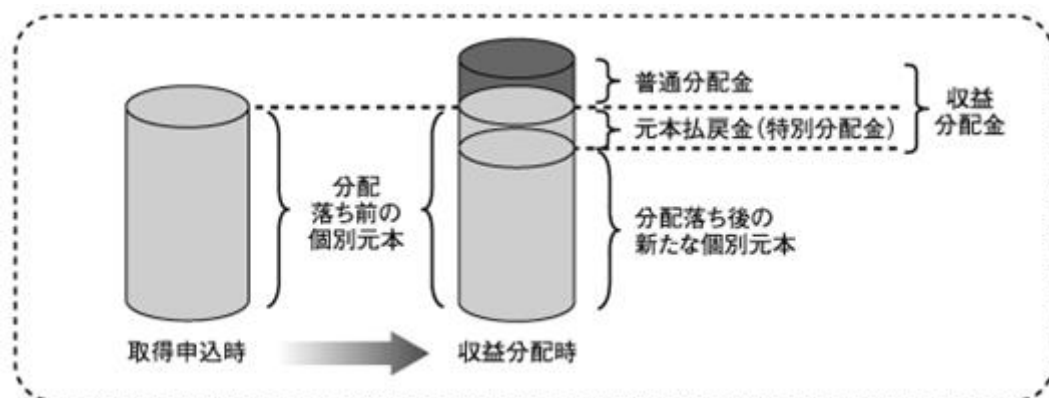 普通分配金
元本払戻金(特別分配金)
収益
分配金
分配
落ち前の
個別元本
分配落ち後の
新たな個別元本
取得申込時
収益分配時